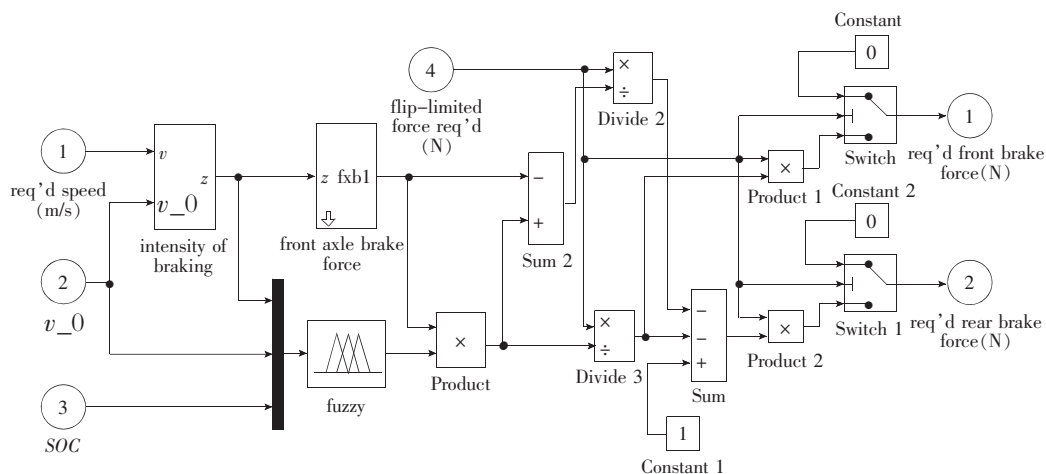 Constant
0
4
flip-limited
force req'd
(N)
×
÷
Divide 2
1
req'd speed
(m/s)
v
z
v_0
intensity of
braking
z fxb1
front axle brake
force
−
+
Sum 2
×
Product 1
Switch
1
req'd front brake
force(N)
Constant 2
0
2
v_0
×
Product
×
÷
Divide 3
−
−
+
Sum
×
Product 2
Switch 1
2
req'd rear brake
force(N)
fuzzy
3
SOC
1
Constant 1